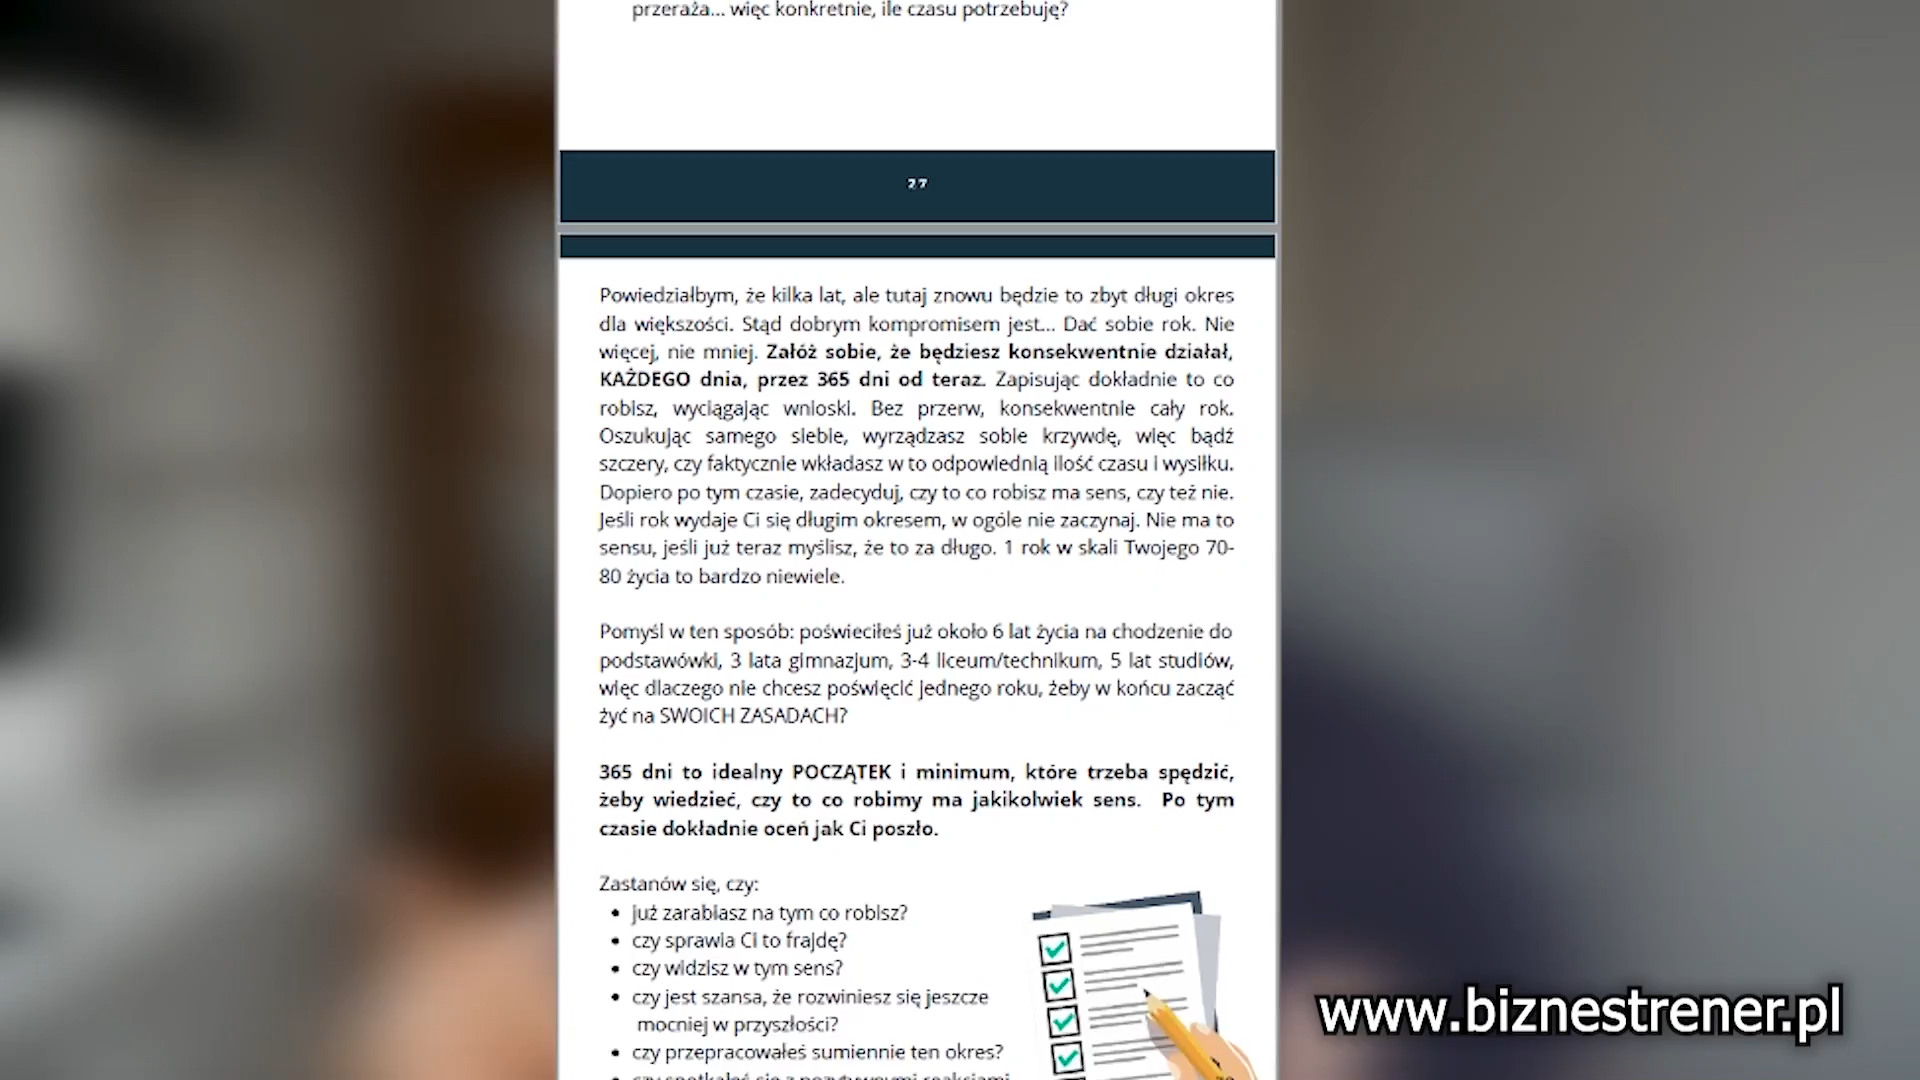 przeraża... więc konkretnie, ile czasu potrzebuję?
27
Powiedziałbym, że kilka lat, ale tutaj znowu będzie to zbyt długi okres
dla większości. Stąd dobrym kompromisem jest... Dać sobie rok. Nie
więcej, nie mniej. Załóż sobie, że będziesz konsekwentnie działał,
KAŻDEGO dnia, przez 365 dni od teraz. Zapisując dokładnie to co
robisz, wyciągając wnioski. Bez przerw, konsekwentnie cały rok.
Oszukując samego siebie, wyrządzasz sobie krzywdę, więc bądź
szczery, czy faktycznie wkładasz w to odpowiednią ilość czasu i wysiłku.
Dopiero po tym czasie, zadecyduj, czy to co robisz ma sens, czy też nie.
Jeśli rok wydaje Ci się długim okresem, w ogóle nie zaczynaj. Nie ma to
sensu, jeśli już teraz myślisz, że to za długo. 1 rok w skali Twojego 70-
80 życia to bardzo niewiele.
Pomyśl w ten sposób: poświeciłeś już około 6 lat życia na chodzenie do
podstawówki, 3 lata gimnazjum, 3-4 liceum/technikum, 5 lat studiów,
więc dlaczego nie chcesz poświęcić jednego roku, żeby w końcu zacząć
żyć na SWOICH ZASADACH?
365 dni to idealny POCZĄTEK i minimum, które trzeba spędzić,
żeby wiedzieć, czy to co robimy ma jakikolwiek sens. Po tym
czasie dokładnie oceń jak Ci poszło.
Zastanów się, czy:
• już zarabiasz na tym co robisz?
• czy sprawia Ci to frajdę?
• czy widzisz w tym sens?
• czy jest szansa, że rozwiniesz się jeszcze
mocniej w przyszłości?
• czy przepracowałeś sumiennie ten okres?
czy spotkałeś się z pozytywnymi reakcjami
www.biznestrener.pl